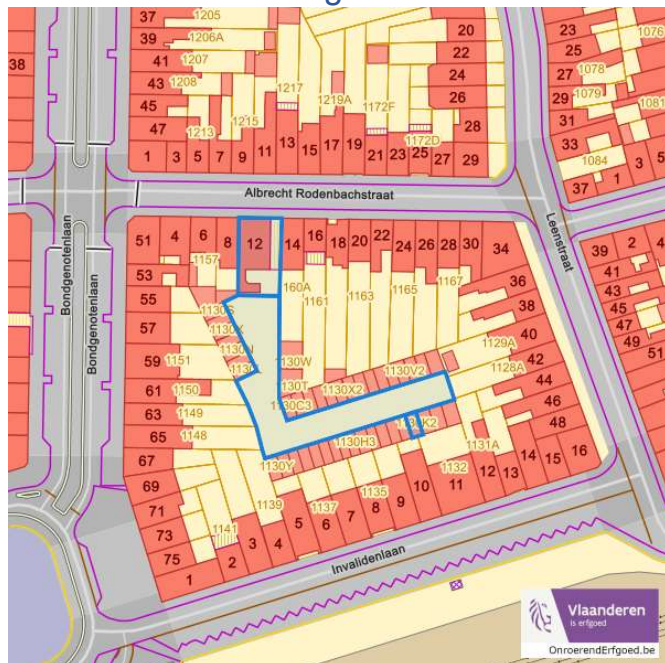 37
1205
20
39
1206A
22
41
1207
24
43
1208
1217
1219A
1172F
26
45
47
1213
1215
28
1172D
1 3 5 7 9 11 13 15 17 19 21 23 25 27 29
23
1076
25
27
1078
29
1079
1081
31
33
1084
37 1 3 5
38
Albrecht Rodenbachstraat
Bondgenotenlaan
Bondgenotenlaan
Leenstraat
51 4 6 8 12 14 16 18 20 22 24 26 28 30 34
53
1157
160A
1161
1163
1165
1167
36
38
55
1130S
57
59
1151
1130W
1130V2
1129A
40
61
1150
1130T
1130X2
1128A
42
63
1149
1130C3
44
65
1148
1130H3
46
67
1130Y
1131A
48
69
1139
1137
1135
1132
71
1141
73
75
1 2 3 4 5 6 7 8 9 10 11 12 13 14 15 16
39 2 4
41
43
45
47
49
51
Invalidenlaan
Vlaanderen
is erfgoed
OnroerendErfgoed.be